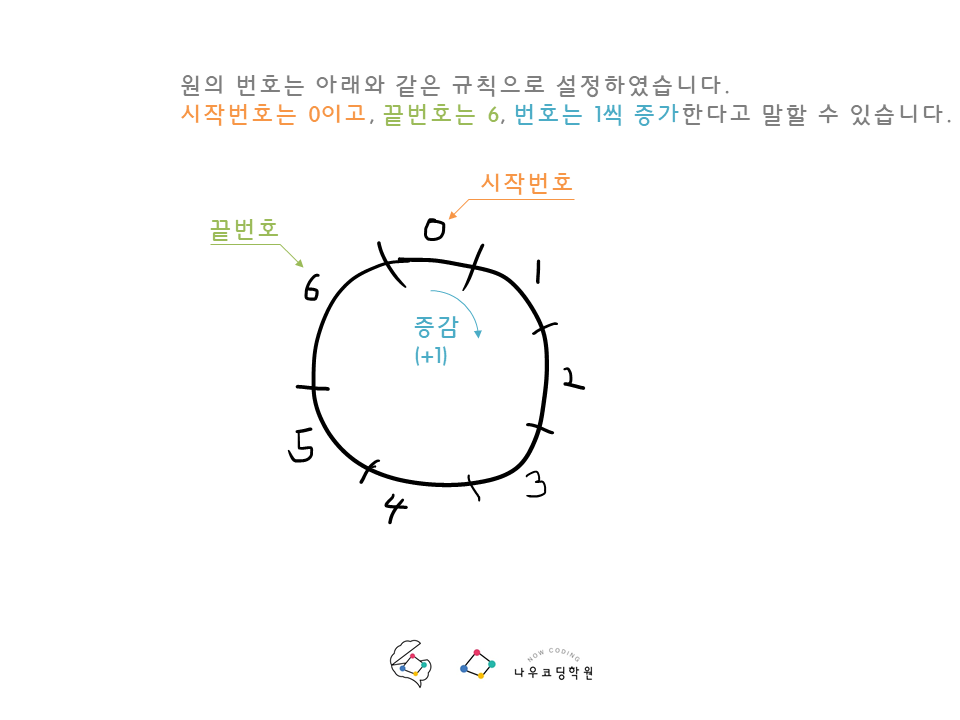 원의 번호는 아래와 같은 규칙으로 설정하였습니다.
시작번호는 0이고, 끝번호는 6, 번호는 1씩 증가한다고 말할 수 있습니다.
시작번호
끝번호
0
6
1
증감
(+1)
2
5
3
4
NOW CODING
나우코딩학원